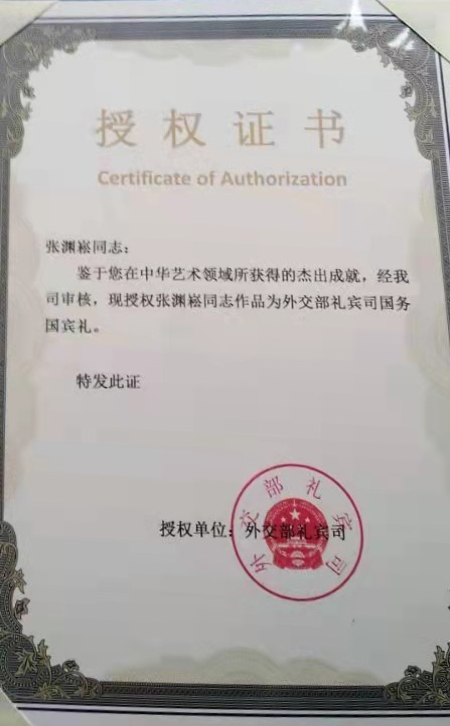 授权证书
Certificate of Authorization
张渊崧同志：
鉴于您在中华艺术领域所获得的杰出成就，经我
司审核，现授权张渊崧同志作品为外交部礼宾司国务
国宾礼。
特发此证
外交部礼宾司
授权单位：外交部礼宾司